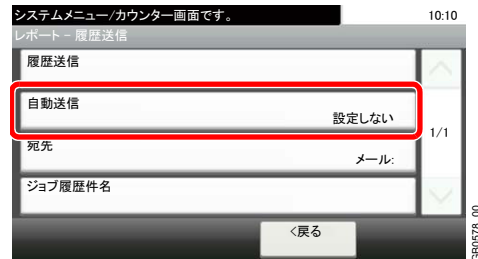 システムメニュー/カウンター画面です。
10:10
レポート - 履歴送信
履歴送信
自動送信
設定しない
1/1
宛先
メール:
ジョブ履歴件名
<戻る
GB0578_00